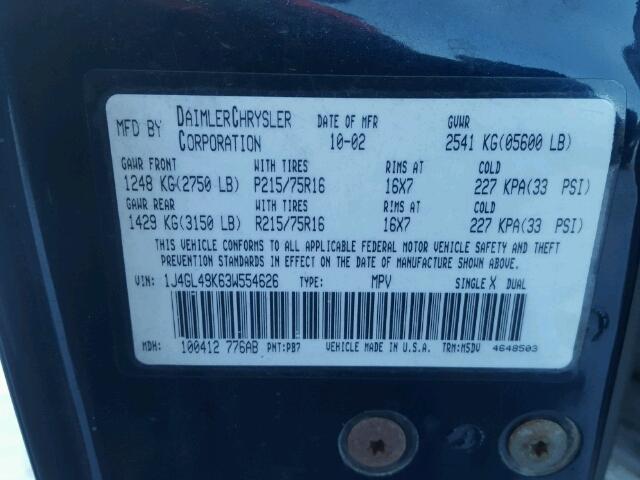 MFD BY DAIMLERCHRYSLER CORPORATION DATE OF MFR 10-02 GVWR 2541 KG(05600 LB)
GAWR FRONT WITH TIRES RIMS AT COLD
1248 KG(2750 LB) P215/75R16 16X7 227 KPA(33 PSI)
GAWR REAR WITH TIRES RIMS AT COLD
1429 KG(3150 LB) R215/75R16 16X7 227 KPA(33 PSI)
THIS VEHICLE CONFORMS TO ALL APPLICABLE FEDERAL MOTOR VEHICLE SAFETY AND THEFT
PREVENTION STANDARDS IN EFFECT ON THE DATE OF MANUFACTURE SHOWN ABOVE.
VIN: 1J4GL49K63W554626 TYPE: MPV SINGLE X DUAL
MDH: 100412 776AB PNT:PB7 VEHICLE MADE IN U.S.A. TRM:MSDV 4648503